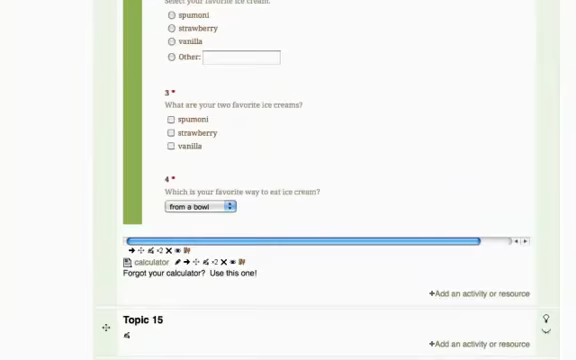 Select your favorite ice cream.
spumoni
strawberry
vanilla
Other:
3 *
What are your two favorite ice creams?
spumoni
strawberry
vanilla
4 *
Which is your favorite way to eat ice cream?
from a bowl
calculator
Forgot your calculator? Use this one!
+Add an activity or resource
Topic 15
+Add an activity or resource